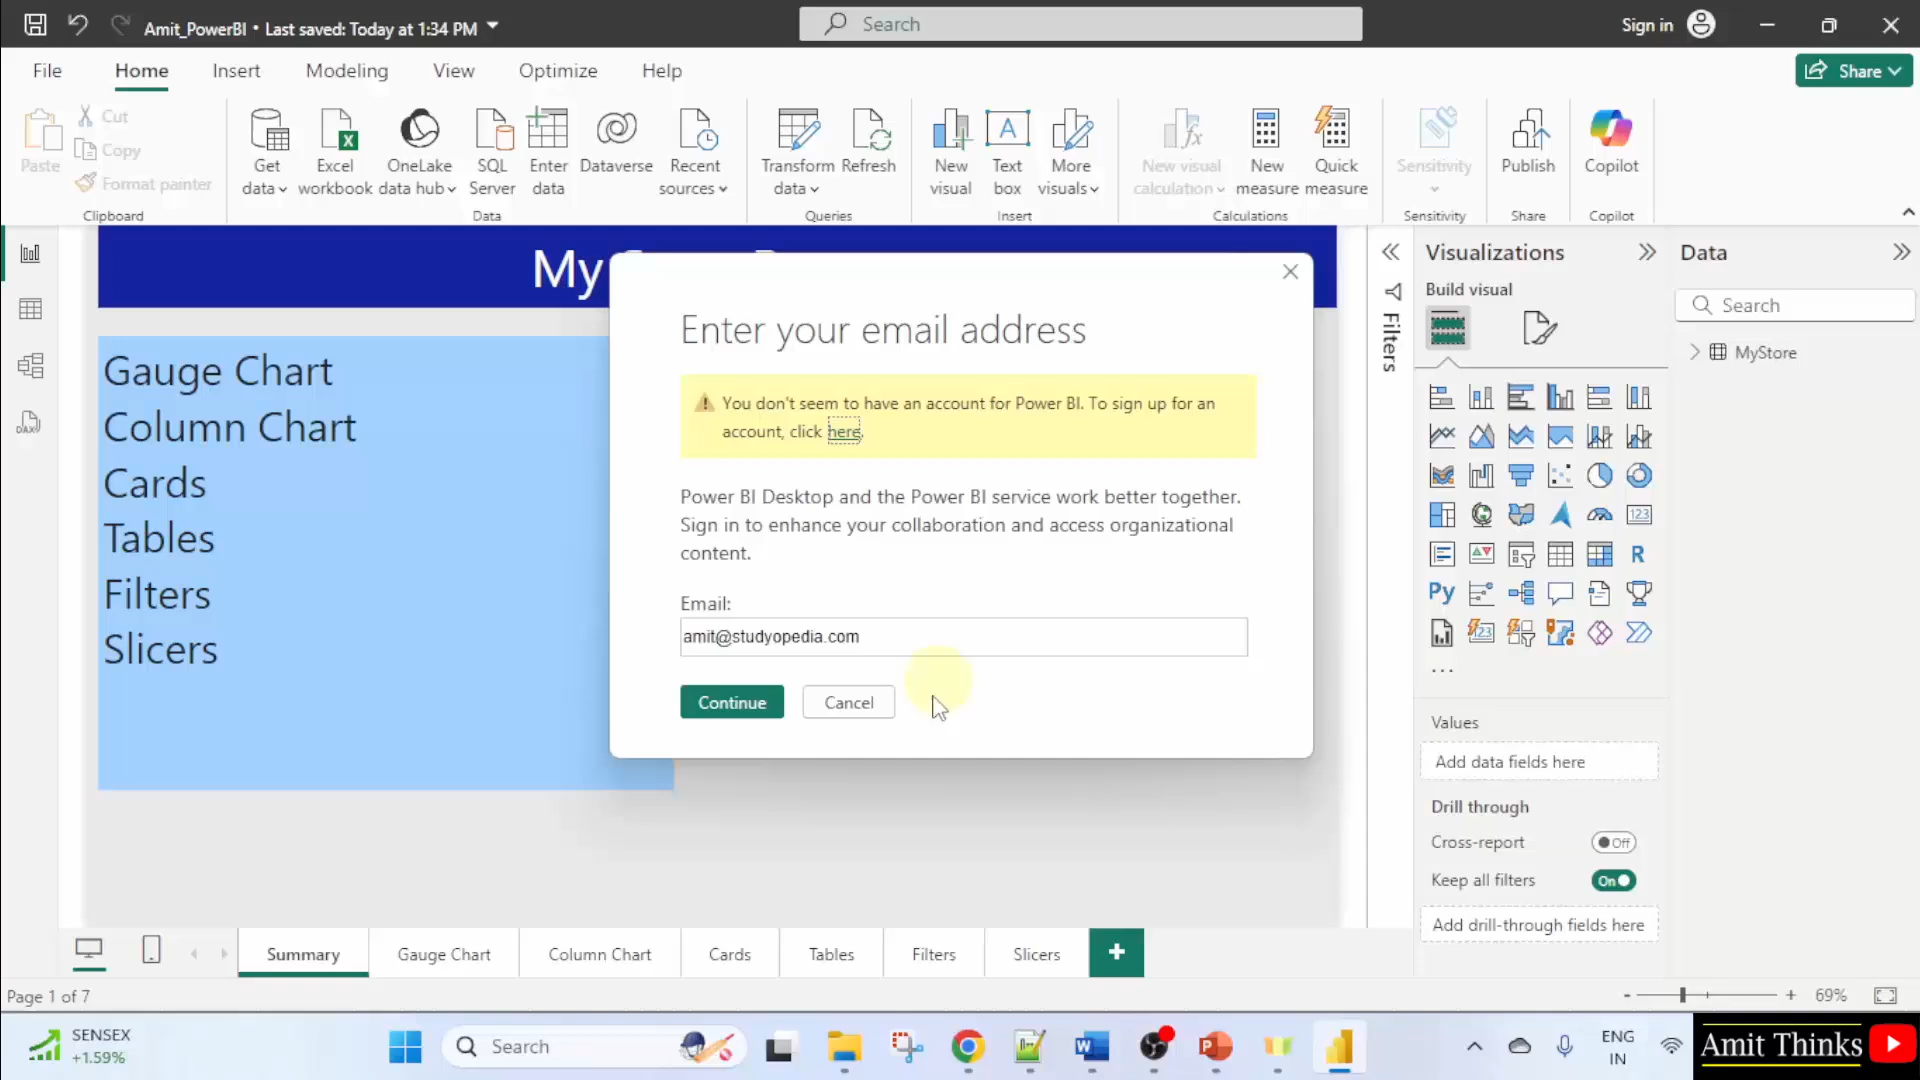 Amit_PowerBI • Last saved: Today at 1:34 PM
Search
Sign in
File
Home
Insert
Modeling
View
Optimize
Help
Share
Paste
Cut
Copy
Format painter
Clipboard
Get data
Excel workbook
OneLake data hub
SQL Server
Enter data
Dataverse
Recent sources
Data
Transform data
Refresh
Queries
New visual
Text box
More visuals
Insert
New visual calculation
New measure
Quick measure
Calculations
Sensitivity
Sensitivity
Publish
Share
Copilot
Copilot
My
Gauge Chart
Column Chart
Cards
Tables
Filters
Slicers
Enter your email address
You don't seem to have an account for Power BI. To sign up for an
account, click here.
Power BI Desktop and the Power BI service work better together.
Sign in to enhance your collaboration and access organizational
content.
Email:
amit@studyopedia.com
Continue
Cancel
Filters
Visualizations
Build visual
Values
Add data fields here
Drill through
Cross-report
Off
Keep all filters
On
Add drill-through fields here
Data
Search
MyStore
Summary
Gauge Chart
Column Chart
Cards
Tables
Filters
Slicers
Page 1 of 7
69%
SENSEX
+1.59%
Search
ENG
IN
Amit Thinks